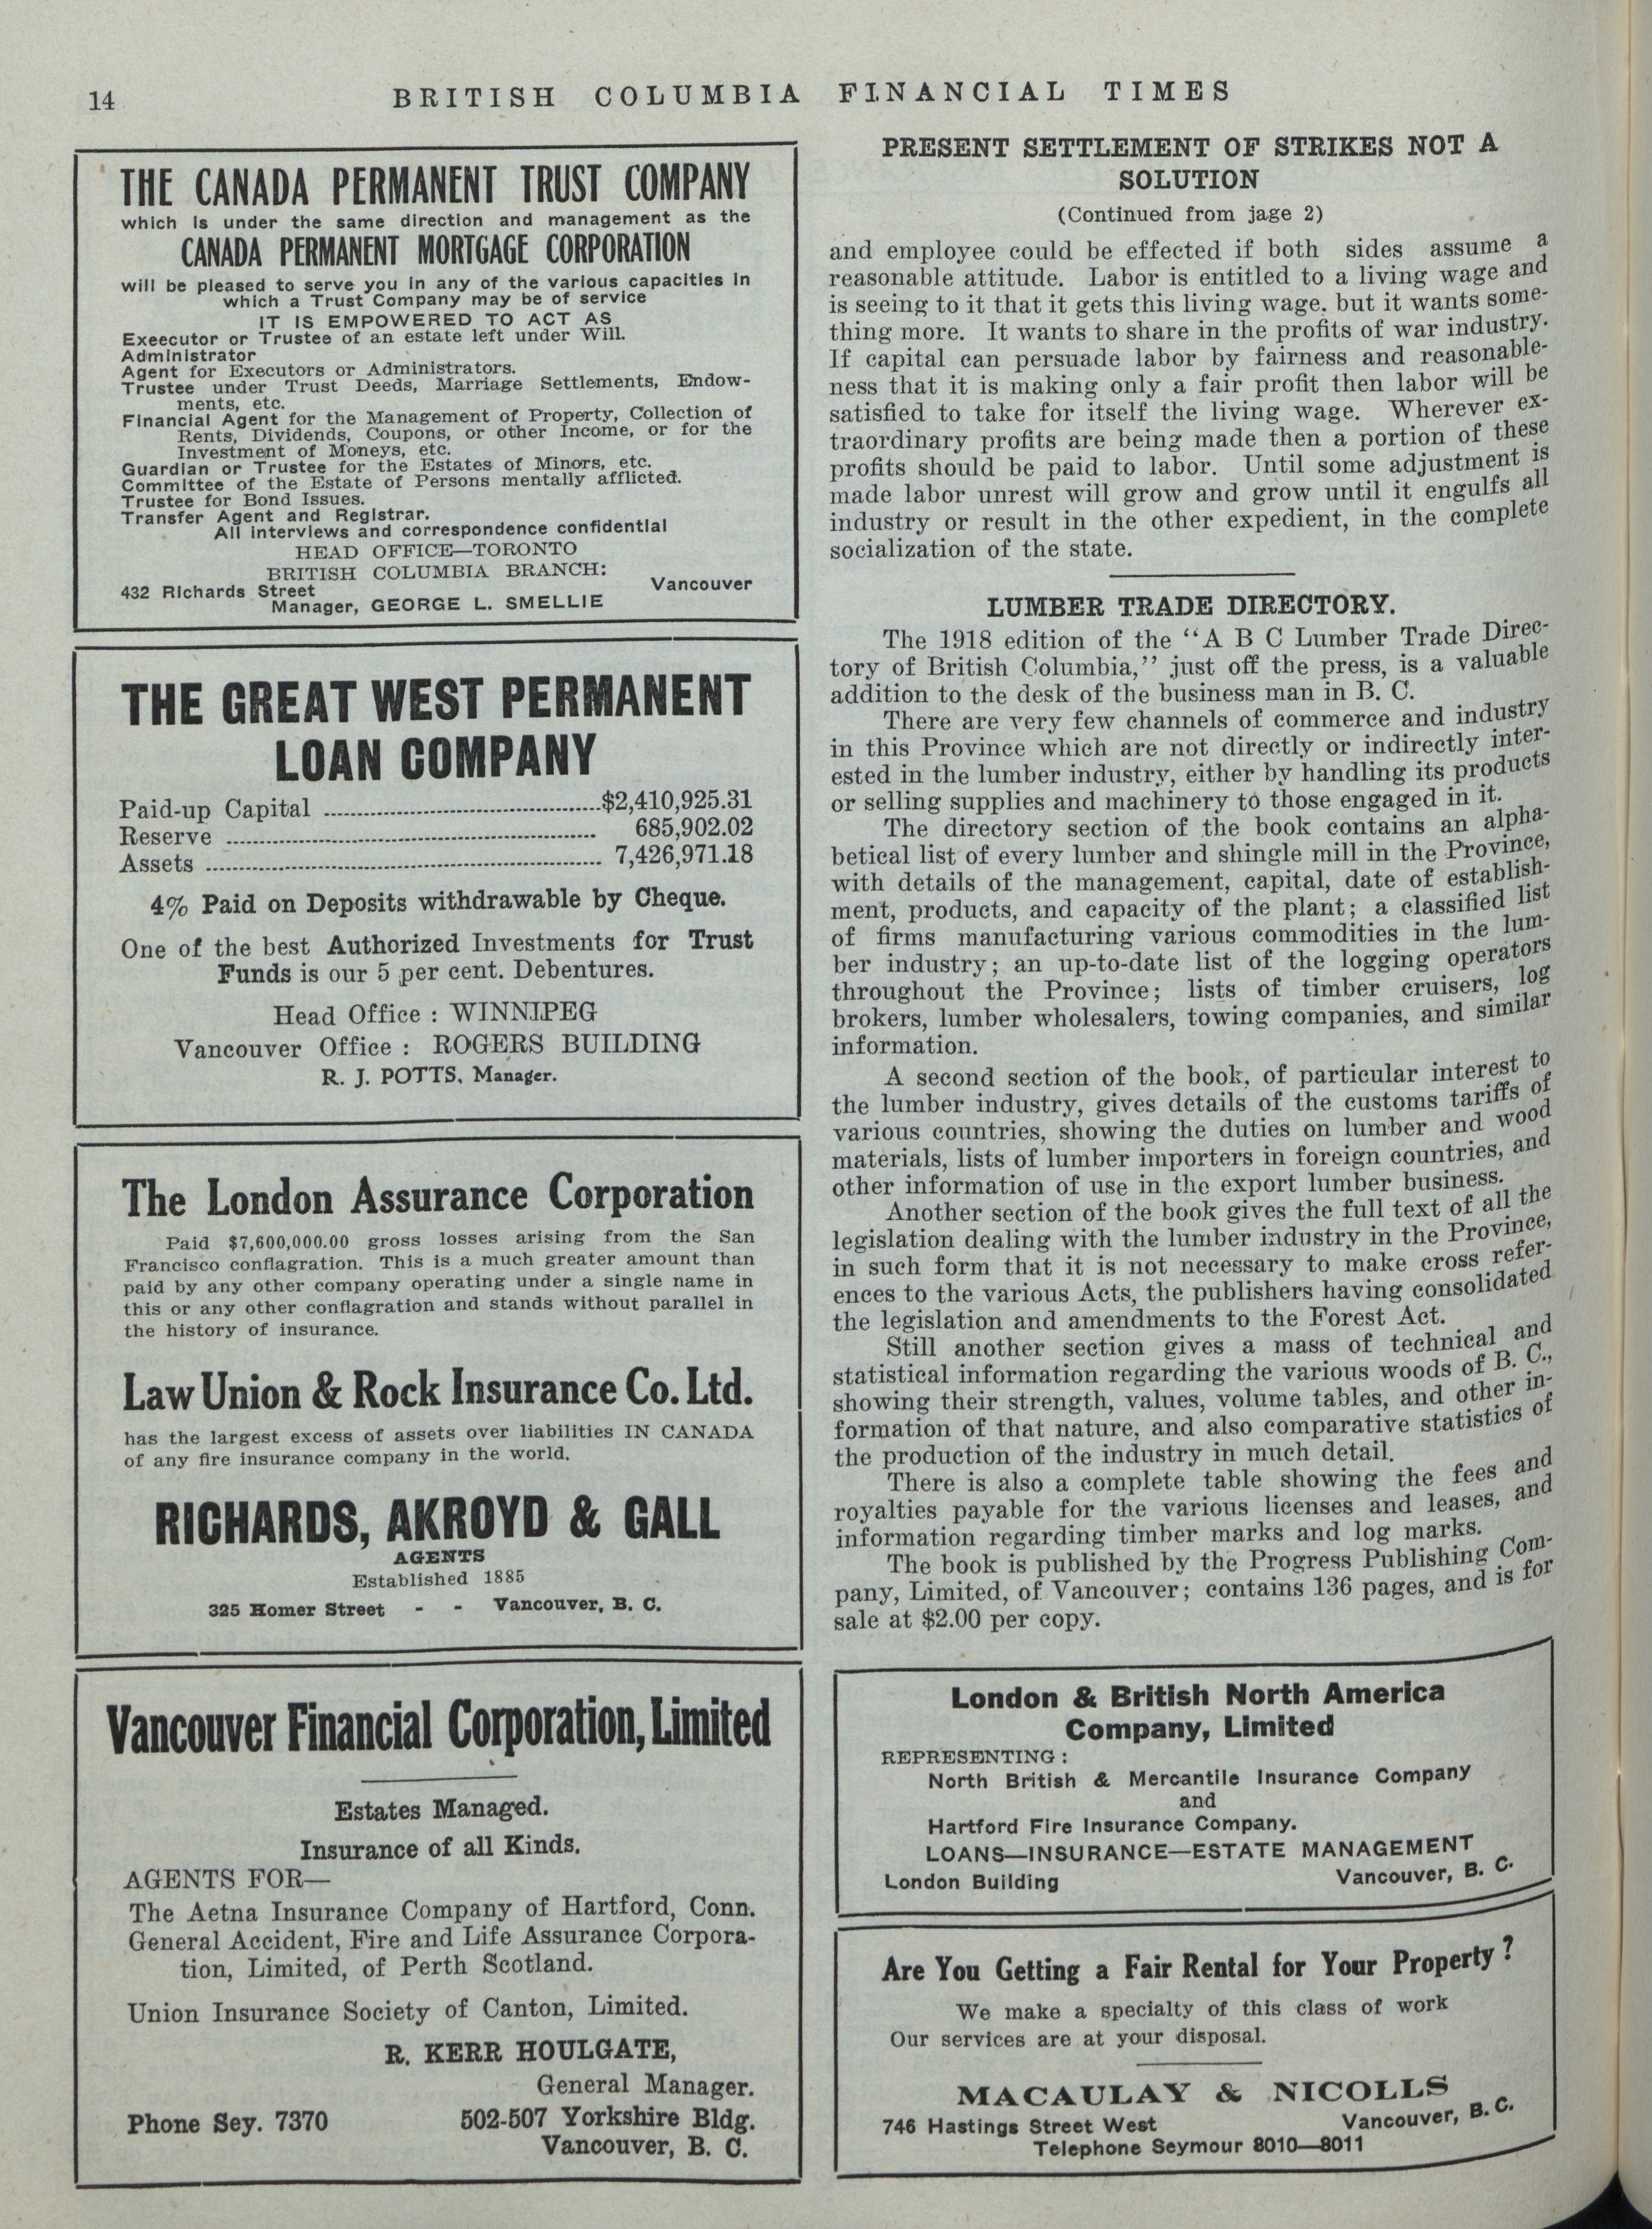 14
BRITISH COLUMBIA FINANCIAL TIMES
THE CANADA PERMANENT TRUST COMPANY
which is under the same direction and management as the
CANADA PERMANENT MORTGAGE CORPORATION
will be pleased to serve you in any of the various capacities in
which a Trust Company may be of service
IT IS EMPOWERED TO ACT AS
Exeecutor or Trustee of an estate left under Will.
Administrator
Agent for Executors or Administrators.
Trustee under Trust Deeds, Marriage Settlements, Endow-
ments, etc.
Financial Agent for the Management of Property, Collection of
Rents, Dividends, Coupons, or other Income, or for the
Investment of Moneys, etc.
Guardian or Trustee for the Estates of Minors, etc.
Committee of the Estate of Persons mentally afflicted.
Trustee for Bond Issues.
Transfer Agent and Registrar.
All interviews and correspondence confidential
HEAD OFFICE—TORONTO
BRITISH COLUMBIA BRANCH:
432 Richards Street Vancouver
Manager, GEORGE L. SMELLIE
THE GREAT WEST PERMANENT
LOAN COMPANY
Paid-up Capital ........................................$2,410,925.31
Reserve ........................................ 685,902.02
Assets ........................................ 7,426,971.18
4% Paid on Deposits withdrawable by Cheque.
One of the best Authorized Investments for Trust
Funds is our 5 per cent. Debentures.
Head Office : WINNIPEG
Vancouver Office : ROGERS BUILDING
R. J. POTTS, Manager.
The London Assurance Corporation
Paid $7,600,000.00 gross losses arising from the San
Francisco conflagration. This is a much greater amount than
paid by any other company operating under a single name in
this or any other conflagration and stands without parallel in
the history of insurance.
Law Union & Rock Insurance Co. Ltd.
has the largest excess of assets over liabilities IN CANADA
of any fire insurance company in the world.
RICHARDS, AKROYD & GALL
AGENTS
Established 1885
325 Homer Street - - Vancouver, B. C.
Vancouver Financial Corporation, Limited
Estates Managed.
Insurance of all Kinds.
AGENTS FOR—
The Aetna Insurance Company of Hartford, Conn.
General Accident, Fire and Life Assurance Corpora-
tion, Limited, of Perth Scotland.
Union Insurance Society of Canton, Limited.
R. KERR HOULGATE,
General Manager.
Phone Sey. 7370 502-507 Yorkshire Bldg.
Vancouver, B. C.
PRESENT SETTLEMENT OF STRIKES NOT A
SOLUTION
(Continued from jage 2)
and employee could be effected if both sides assume a
reasonable attitude. Labor is entitled to a living wage and
is seeing to it that it gets this living wage, but it wants some-
thing more. It wants to share in the profits of war industry.
If capital can persuade labor by fairness and reasonable-
ness that it is making only a fair profit then labor will be
satisfied to take for itself the living wage. Wherever ex-
traordinary profits are being made then a portion of these
profits should be paid to labor. Until some adjustment is
made labor unrest will grow and grow until it engulfs all
industry or result in the other expedient, in the complete
socialization of the state.
LUMBER TRADE DIRECTORY.
The 1918 edition of the "A B C Lumber Trade Direc-
tory of British Columbia," just off the press, is a valuable
addition to the desk of the business man in B. C.
There are very few channels of commerce and industry
in this Province which are not directly or indirectly inter-
ested in the lumber industry, either by handling its products
or selling supplies and machinery to those engaged in it.
The directory section of the book contains an alpha-
betical list of every lumber and shingle mill in the Province,
with details of the management, capital, date of establish-
ment, products, and capacity of the plant; a classified list
of firms manufacturing various commodities in the lum-
ber industry; an up-to-date list of the logging operators
throughout the Province; lists of timber cruisers, log
brokers, lumber wholesalers, towing companies, and similar
information.
A second section of the book, of particular interest to
the lumber industry, gives details of the customs tariffs of
various countries, showing the duties on lumber and wood
materials, lists of lumber importers in foreign countries, and
other information of use in the export lumber business.
Another section of the book gives the full text of all the
legislation dealing with the lumber industry in the Province,
in such form that it is not necessary to make cross refer-
ences to the various Acts, the publishers having consolidated
the legislation and amendments to the Forest Act.
Still another section gives a mass of technical and
statistical information regarding the various woods of B. C.,
showing their strength, values, volume tables, and other in-
formation of that nature, and also comparative statistics of
the production of the industry in much detail.
There is also a complete table showing the fees and
royalties payable for the various licenses and leases, and
information regarding timber marks and log marks.
The book is published by the Progress Publishing Com-
pany, Limited, of Vancouver; contains 136 pages, and is for
sale at $2.00 per copy.
London & British North America
Company, Limited
REPRESENTING :
North British & Mercantile Insurance Company
and
Hartford Fire Insurance Company.
LOANS—INSURANCE—ESTATE MANAGEMENT
London Building Vancouver, B. C.
Are You Getting a Fair Rental for Your Property ?
We make a specialty of this class of work
Our services are at your disposal.
MACAULAY & NICOLLS
746 Hastings Street West Vancouver, B. C.
Telephone Seymour 8010—8011